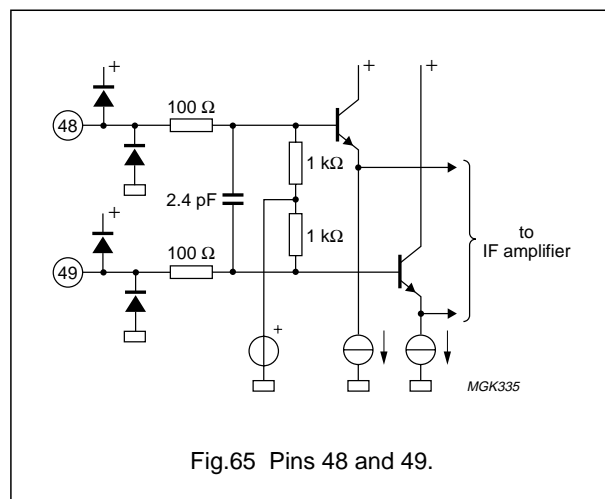 + + +
48 100 Ω
1 kΩ
2.4 pF
+ 1 kΩ
to
IF amplifier
49 100 Ω
+
MGK335
Fig.65 Pins 48 and 49.